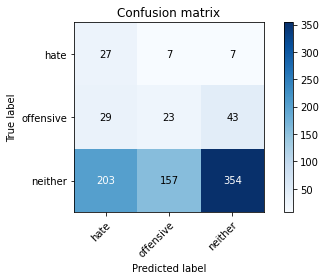 Confusion matrix
True label
hate 27 7 7
offensive 29 23 43
neither 203 157 354
hate offensive neither
Predicted label
350
300
250
200
150
100
50